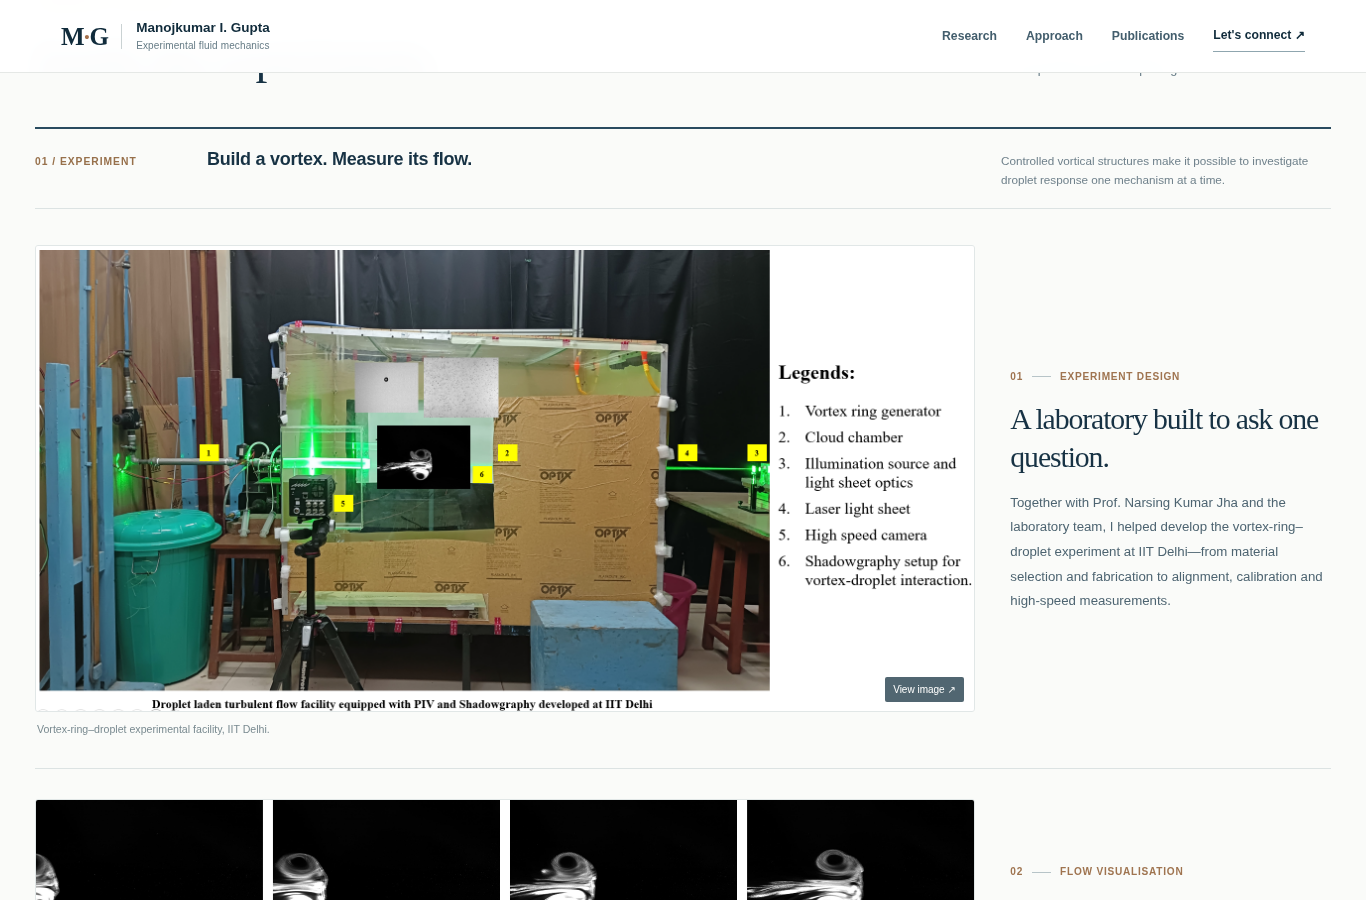 M·G
Manojkumar I. Gupta
Experimental fluid mechanics
Research
Approach
Publications
Let's connect ↗
01 / EXPERIMENT
Build a vortex. Measure its flow.
Controlled vortical structures make it possible to investigate
droplet response one mechanism at a time.
1
2
3
4
5
6
OPTIX
OPTIX
OPTIX
OPTIX
OPTIX
OPTIX
OPTIX
Legends:
1. Vortex ring generator
2. Cloud chamber
3. Illumination source and
light sheet optics
4. Laser light sheet
5. High speed camera
6. Shadowgraphy setup for
vortex-droplet interaction.
View image ↗
Droplet laden turbulent flow facility equipped with PIV and Shadowgraphy developed at IIT Delhi
Vortex-ring–droplet experimental facility, IIT Delhi.
01 — EXPERIMENT DESIGN
A laboratory built to ask one
question.
Together with Prof. Narsing Kumar Jha and the
laboratory team, I helped develop the vortex-ring–
droplet experiment at IIT Delhi—from material
selection and fabrication to alignment, calibration and
high-speed measurements.
02 — FLOW VISUALISATION